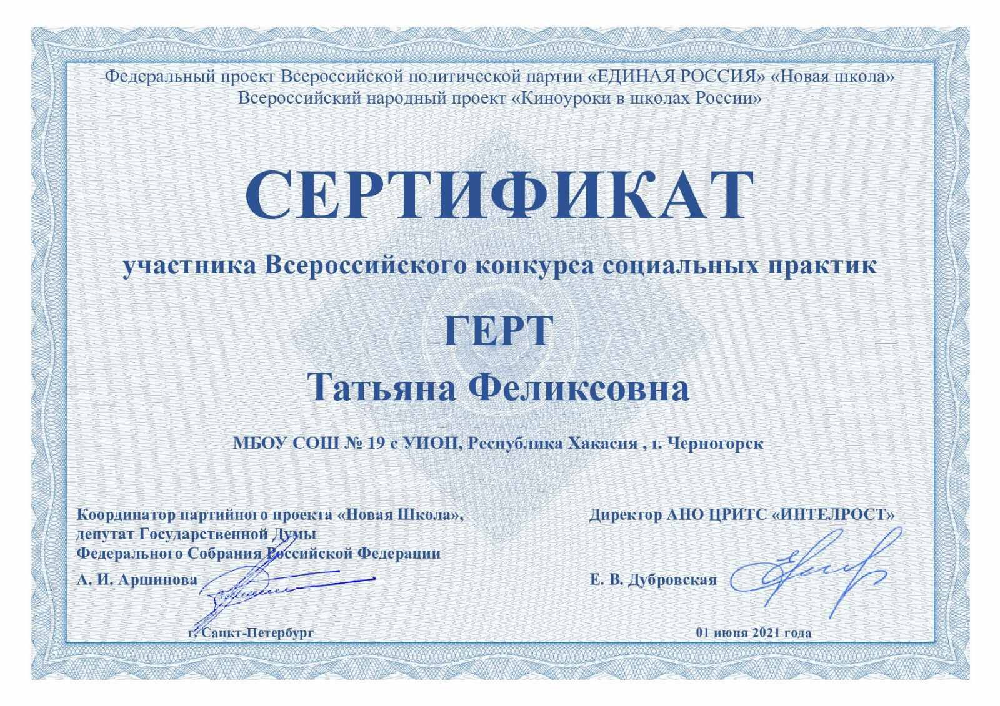 Федеральный проект Всероссийской политической партии «ЕДИНАЯ РОССИЯ» «Новая школа»
Всероссийский народный проект «Киноуроки в школах России»
СЕРТИФИКАТ
участника Всероссийского конкурса социальных практик
ГЕРТ
Татьяна Феликсовна
МБОУ СОШ № 19 с УИОП, Республика Хакасия , г. Черногорск
Координатор партийного проекта «Новая Школа»,
депутат Государственной Думы
Федерального Собрания Российской Федерации
А. И. Аршинова
г. Санкт-Петербург
Директор АНО ЦРИТС «ИНТЕЛРОСТ»
Е. В. Дубровская
01 июня 2021 года